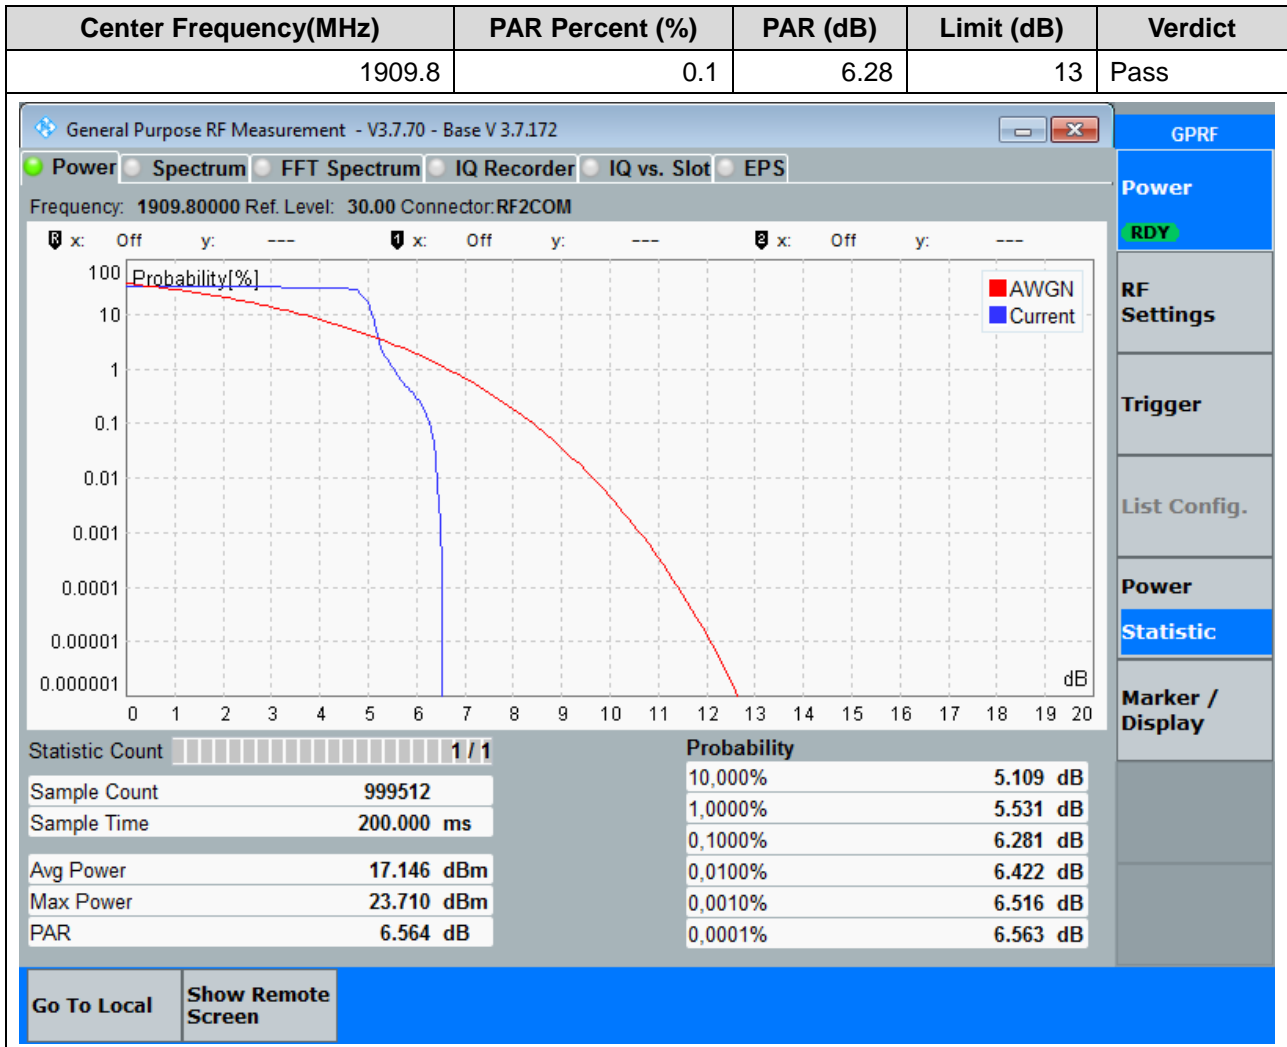 Center Frequency(MHz) PAR Percent (%) PAR (dB) Limit (dB) Verdict
1909.8 0.1 6.28 13 Pass
General Purpose RF Measurement - V3.7.70 - Base V 3.7.172
GPRF
Power Spectrum FFT Spectrum IQ Recorder IQ vs. Slot EPS
Frequency: 1909.80000 Ref. Level: 30.00 Connector: RF2COM
Power
RDY
R x: Off y: --- 1 x: Off y: --- 2 x: Off y: ---
RF
Settings
Trigger
List Config.
Power
Statistic
Marker /
Display
Probability[%]
AWGN
Current
100
10
1
0.1
0.01
0.001
0.0001
0.00001
0.000001
dB
0 1 2 3 4 5 6 7 8 9 10 11 12 13 14 15 16 17 18 19 20
Statistic Count 1 / 1
Sample Count 999512
Sample Time 200.000 ms
Avg Power 17.146 dBm
Max Power 23.710 dBm
PAR 6.564 dB
Probability
10,000% 5.109 dB
1,0000% 5.531 dB
0,1000% 6.281 dB
0,0100% 6.422 dB
0,0010% 6.516 dB
0,0001% 6.563 dB
Go To Local
Show Remote
Screen